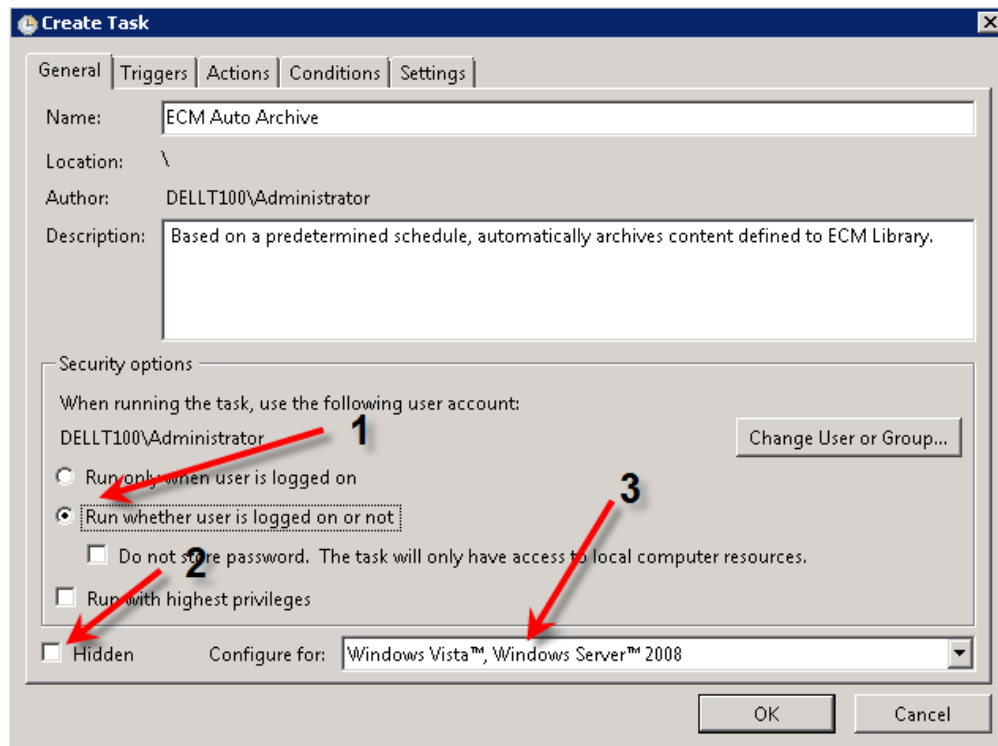 Create Task
General Triggers Actions Conditions Settings
Name: ECM Auto Archive
Location: \
Author: DELLT100\Administrator
Description: Based on a predetermined schedule, automatically archives content defined to ECM Library.
Security options
When running the task, use the following user account:
1
DELLT100\Administrator Change User or Group...
Run only when user is logged on
3
Run whether user is logged on or not
Do not store password. The task will only have access to local computer resources.
2
Run with highest privileges
Hidden Configure for: Windows Vista™, Windows Server™ 2008
OK Cancel